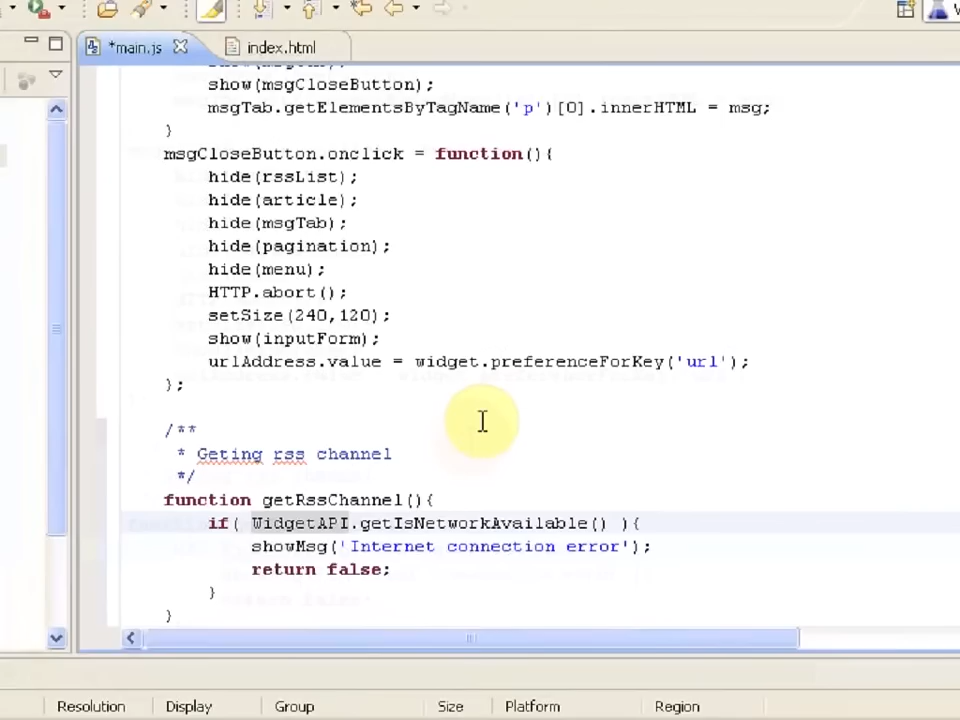 *main.js
index.html
show(msgCloseButton);
msgTab.getElementsByTagName('p')[0].innerHTML = msg;
}
msgCloseButton.onclick = function(){
hide(rssList);
hide(article);
hide(msgTab);
hide(pagination);
hide(menu);
HTTP.abort();
setSize(240,120);
show(inputForm);
urlAddress.value = widget.preferenceForKey('url');
};
/**
* Geting rss channel
*/
function getRssChannel(){
if( WidgetAPI.getIsNetworkAvailable() ){
showMsg('Internet connection error');
return false;
}
}
Resolution Display Group Size Platform Region